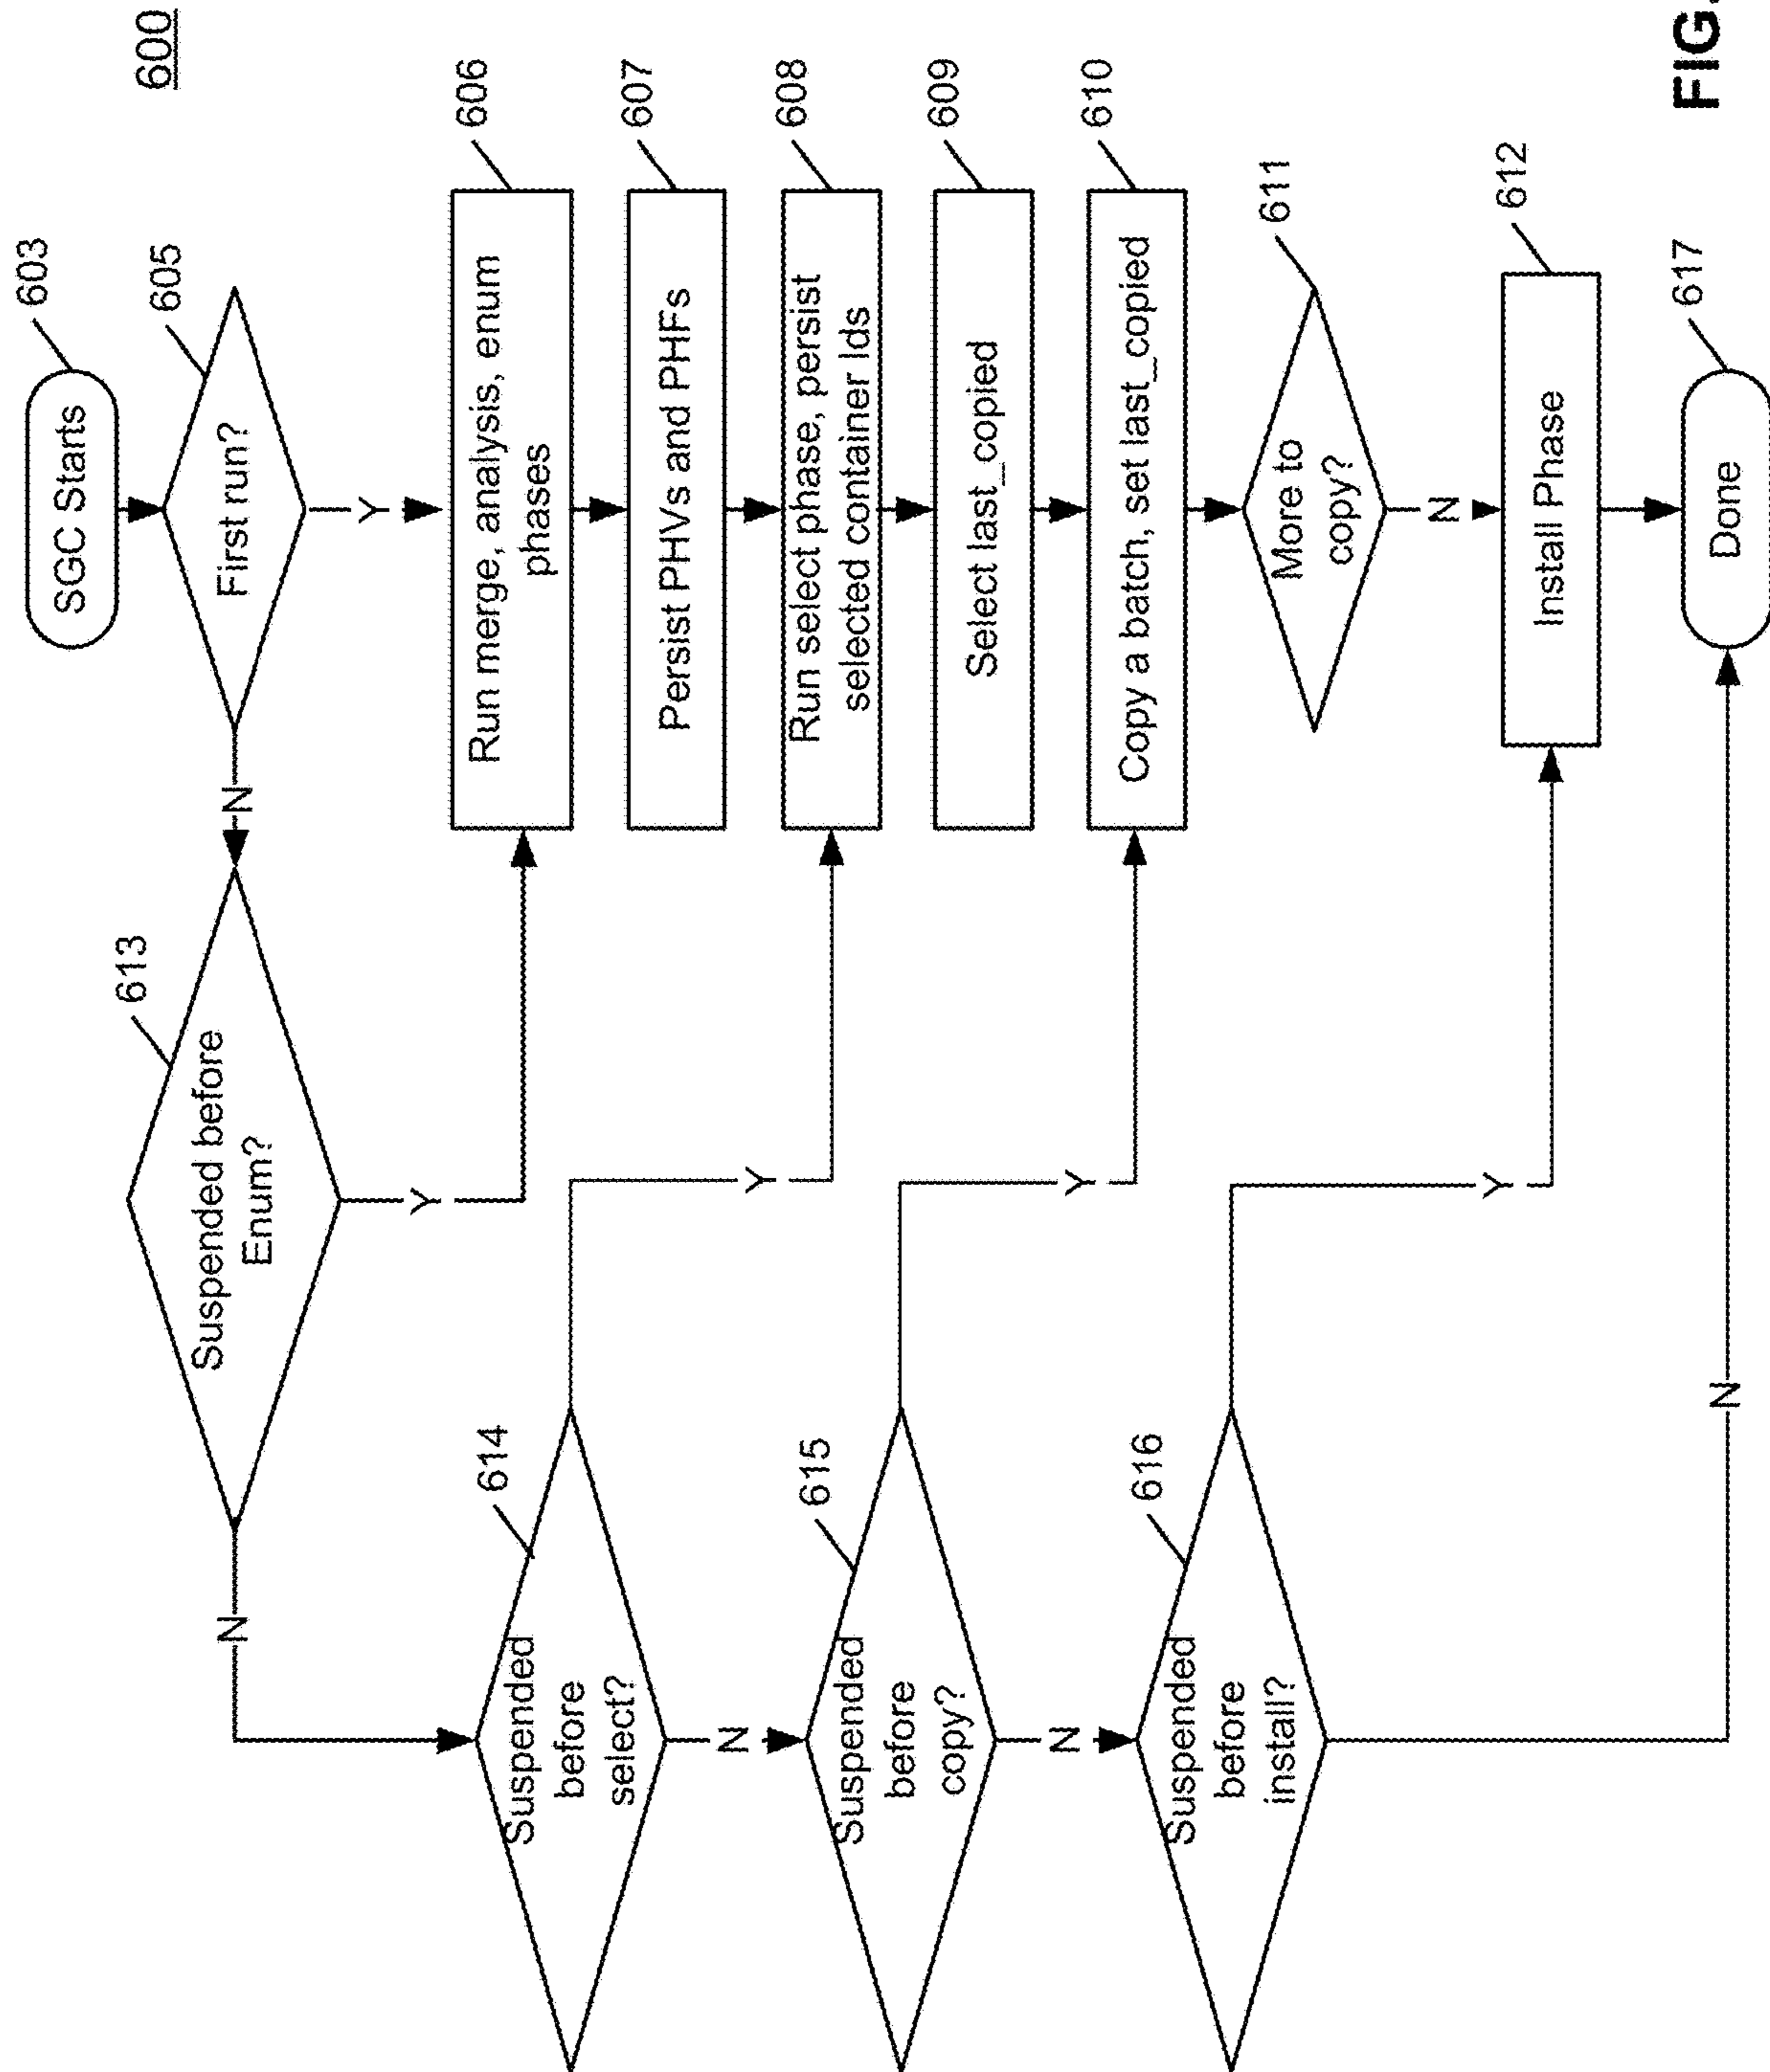 600
603
SGC Starts
605
First run?
Y
N
613
Suspended before
Enum?
Y
N
606
Run merge, analysis, enum
phases
607
Persist PHVs and PHFs
614
Suspended
before
select?
Y
N
608
Run select phase, persist
selected container Ids
609
Select last_copied
615
Suspended
before
copy?
Y
N
610
Copy a batch, set last_copied
611
More to
copy?
N
616
Suspended
before
install?
Y
N
612
Install Phase
617
Done
FIG.